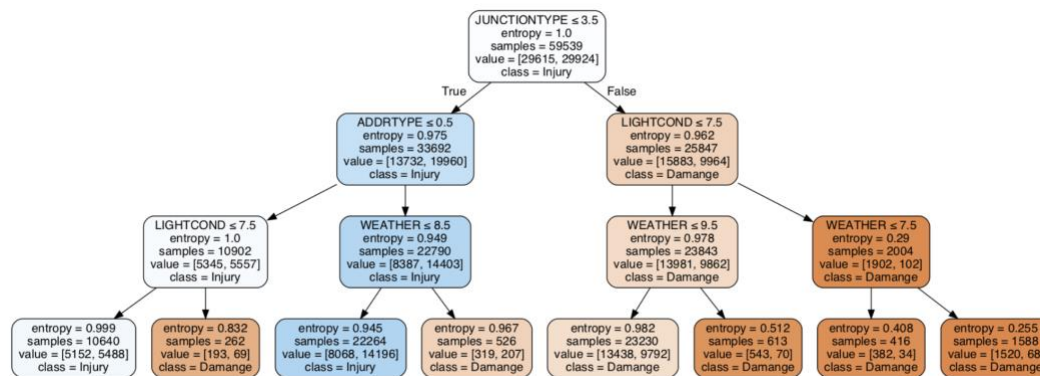 JUNCTIONTYPE ≤ 3.5
entropy = 1.0
samples = 59539
value = [29615, 29924]
class = Injury
True
False
ADDRTYPE ≤ 0.5
entropy = 0.975
samples = 33692
value = [13732, 19960]
class = Injury
LIGHTCOND ≤ 7.5
entropy = 0.962
samples = 25847
value = [15883, 9964]
class = Damange
LIGHTCOND ≤ 7.5
entropy = 1.0
samples = 10902
value = [5345, 5557]
class = Injury
WEATHER ≤ 8.5
entropy = 0.949
samples = 22790
value = [8387, 14403]
class = Injury
WEATHER ≤ 9.5
entropy = 0.978
samples = 23843
value = [13981, 9862]
class = Damange
WEATHER ≤ 7.5
entropy = 0.29
samples = 2004
value = [1902, 102]
class = Damange
entropy = 0.999
samples = 10640
value = [5152, 5488]
class = Injury
entropy = 0.832
samples = 262
value = [193, 69]
class = Damange
entropy = 0.945
samples = 22264
value = [8068, 14196]
class = Injury
entropy = 0.967
samples = 526
value = [319, 207]
class = Damange
entropy = 0.982
samples = 23230
value = [13438, 9792]
class = Damange
entropy = 0.512
samples = 613
value = [543, 70]
class = Damange
entropy = 0.408
samples = 416
value = [382, 34]
class = Damange
entropy = 0.255
samples = 1588
value = [1520, 68]
class = Damange